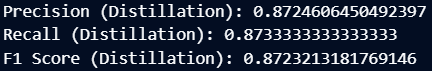 Precision (Distillation): 0.8724606450492397
Recall (Distillation): 0.8733333333333333
F1 Score (Distillation): 0.8723213181769146